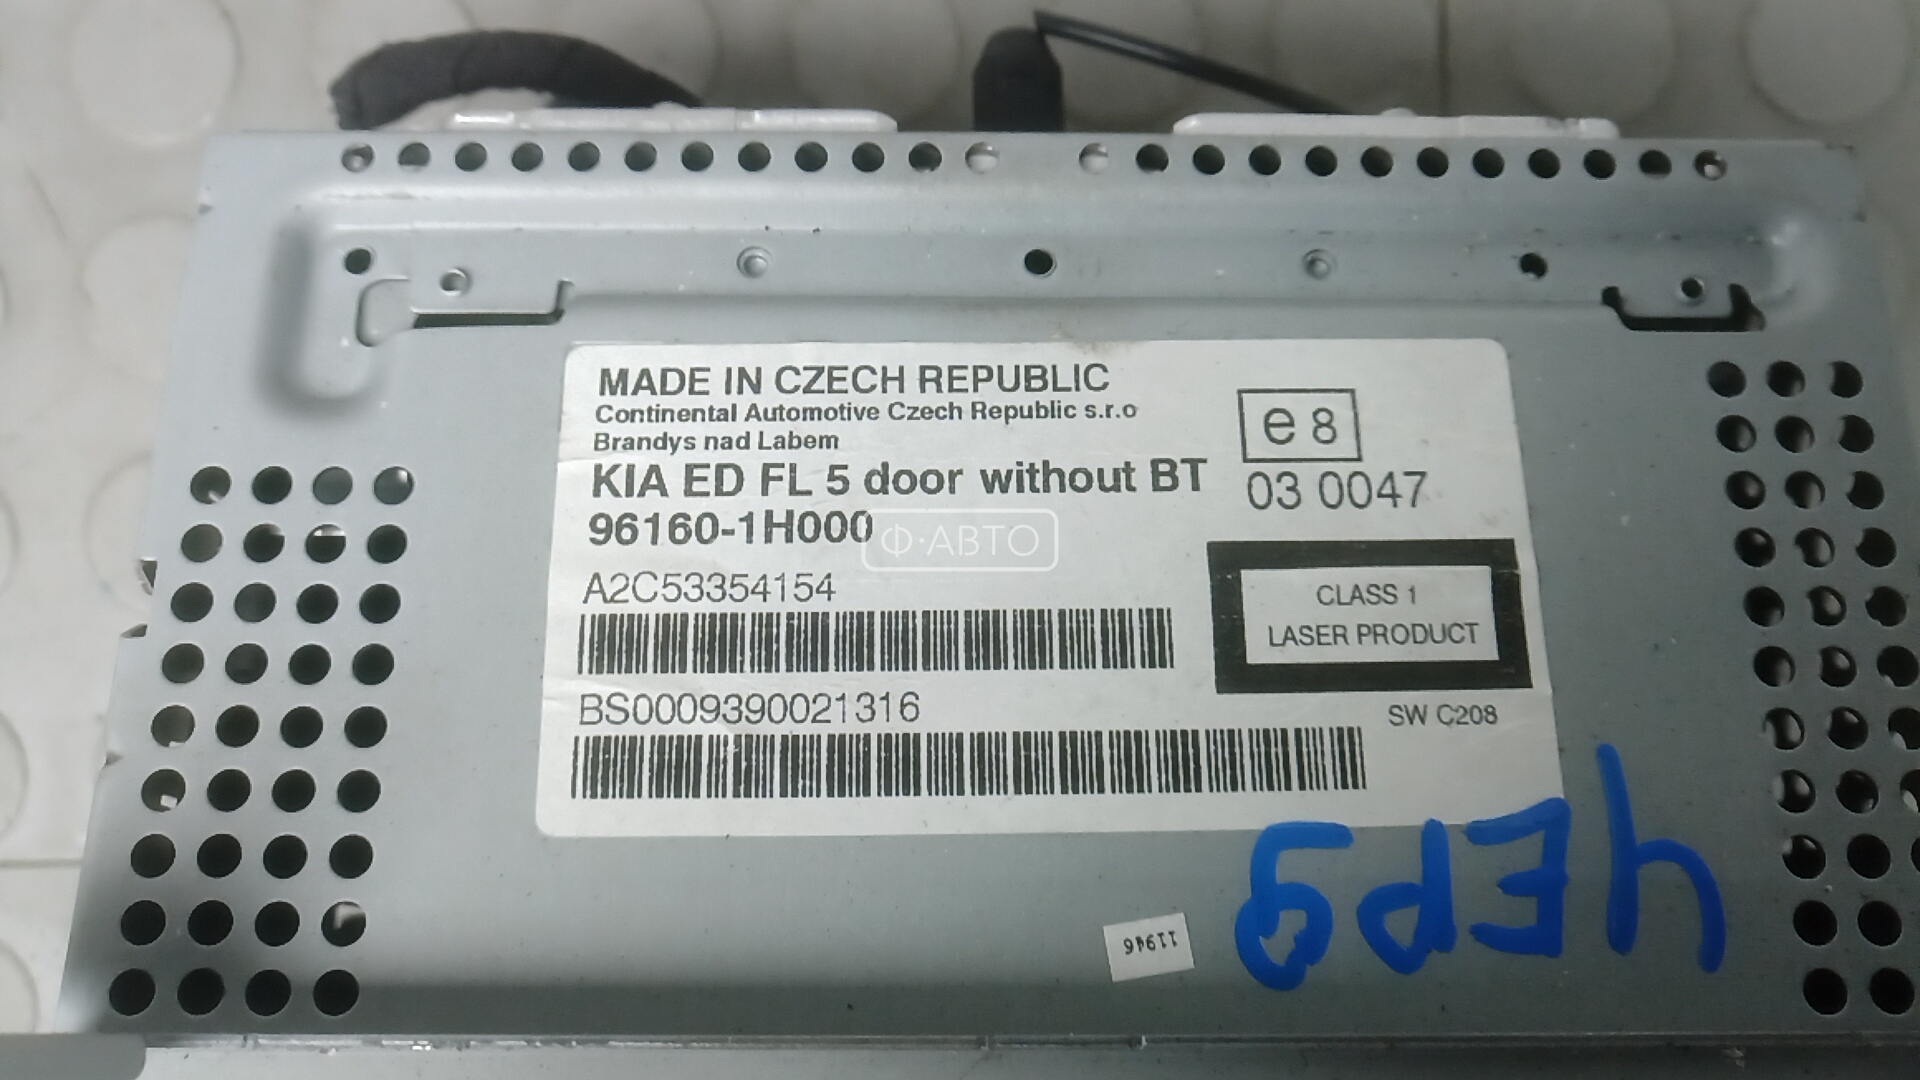 MADE IN CZECH REPUBLIC
Continental Automotive Czech Republic s.r.o
Brandys nad Labem
KIA ED FL 5 door without BT
96160-1H000
e8
03 0047
Ф·АВТО
A2C53354154
CLASS 1
LASER PRODUCT
BS0009390021316
SW C208
11946